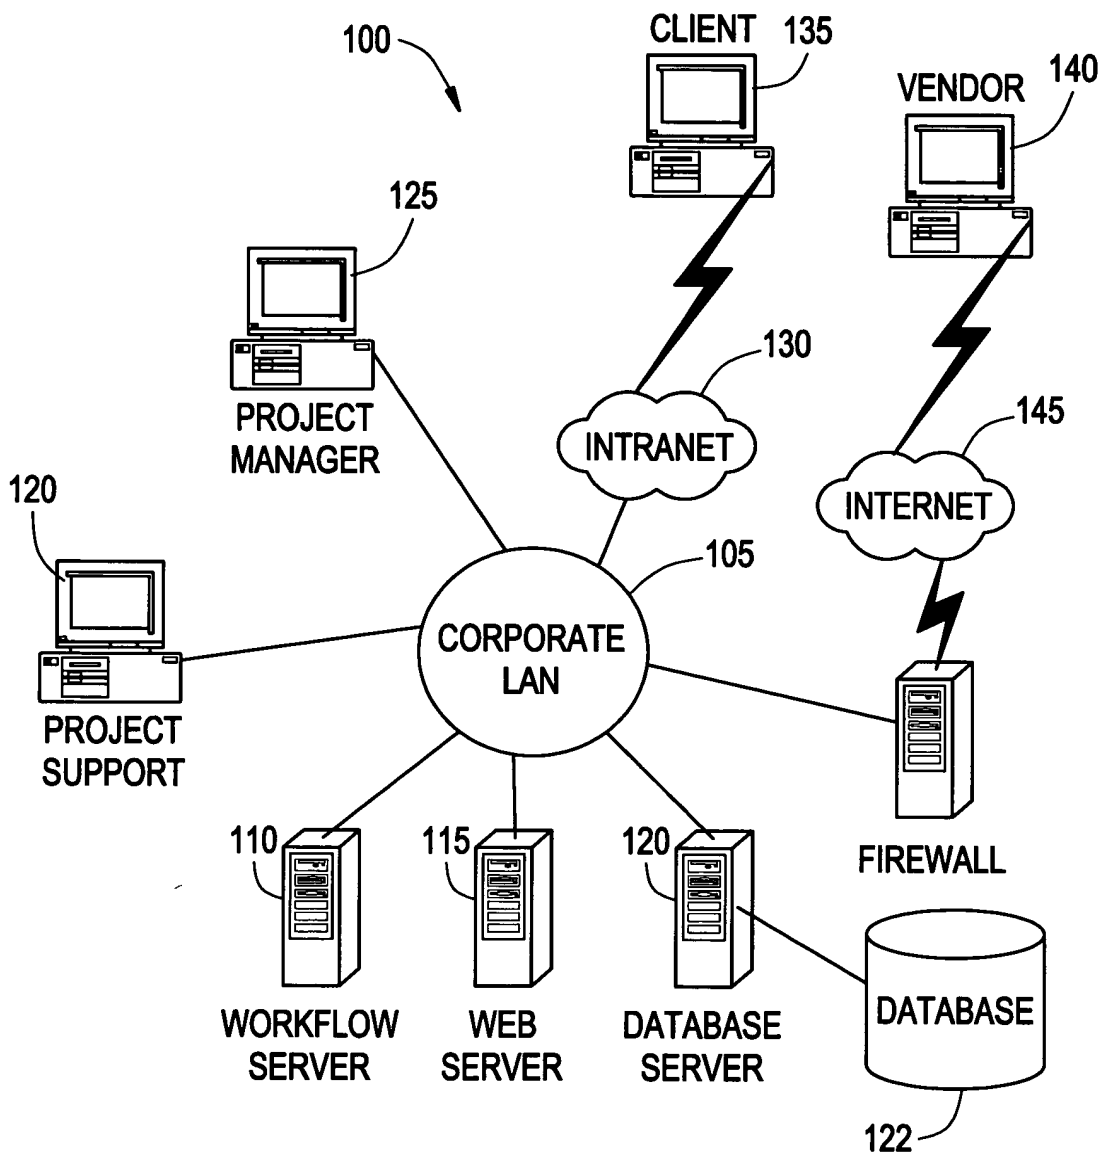 100
CLIENT
135
VENDOR
140
125
PROJECT
MANAGER
130
INTRANET
145
INTERNET
120
PROJECT
SUPPORT
105
CORPORATE
LAN
FIREWALL
110
WORKFLOW
SERVER
115
WEB
SERVER
120
DATABASE
SERVER
DATABASE
122